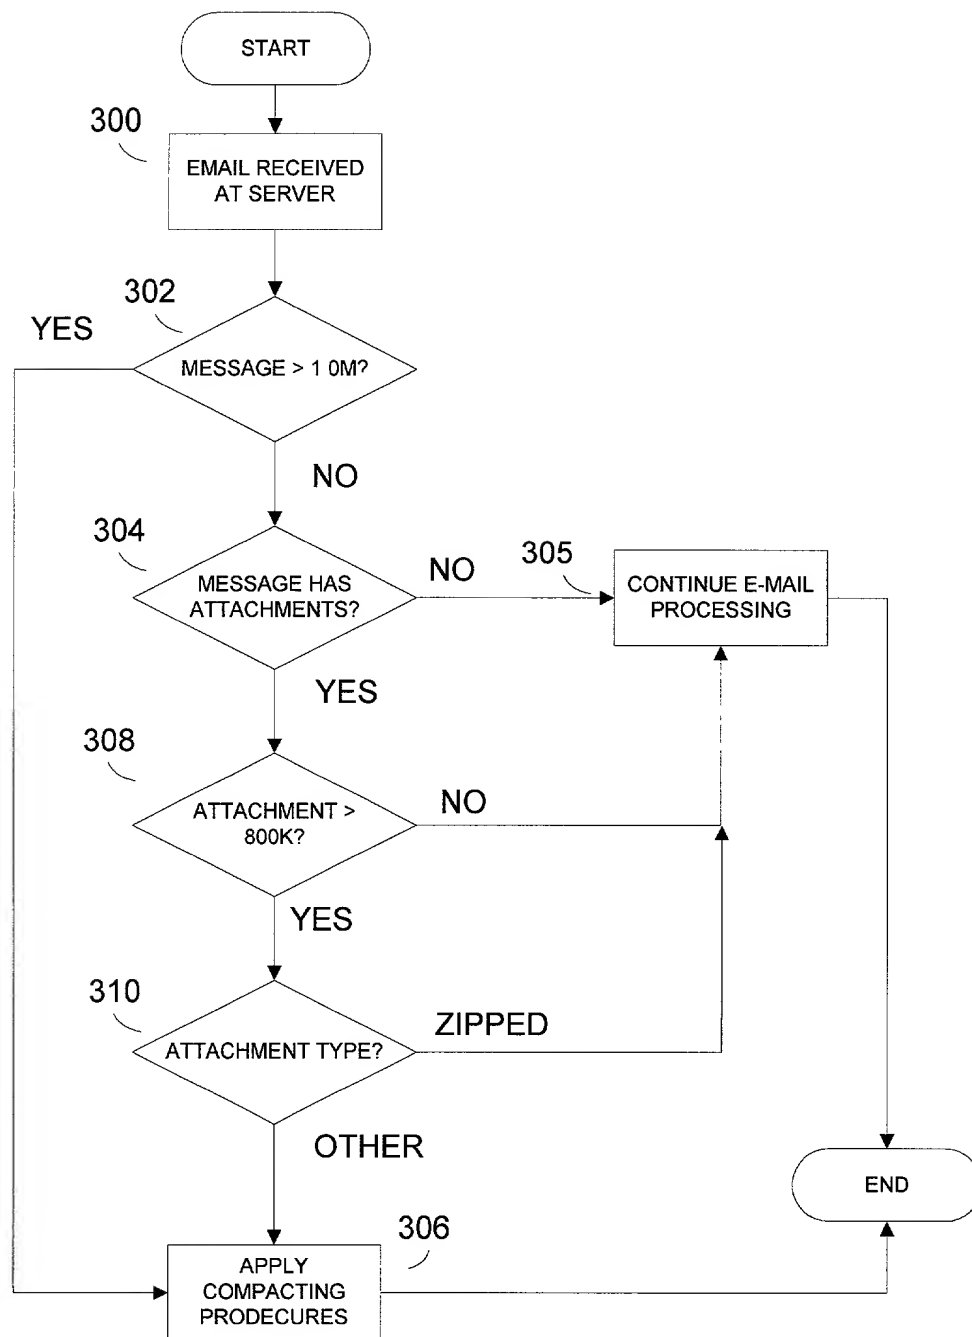 START
300
EMAIL RECEIVED
AT SERVER
302
YES
MESSAGE > 1 0M?
NO
304
MESSAGE HAS
ATTACHMENTS?
NO
305
CONTINUE E-MAIL
PROCESSING
YES
308
ATTACHMENT >
800K?
NO
YES
310
ATTACHMENT TYPE?
ZIPPED
OTHER
END
306
APPLY
COMPACTING
PRODECURES